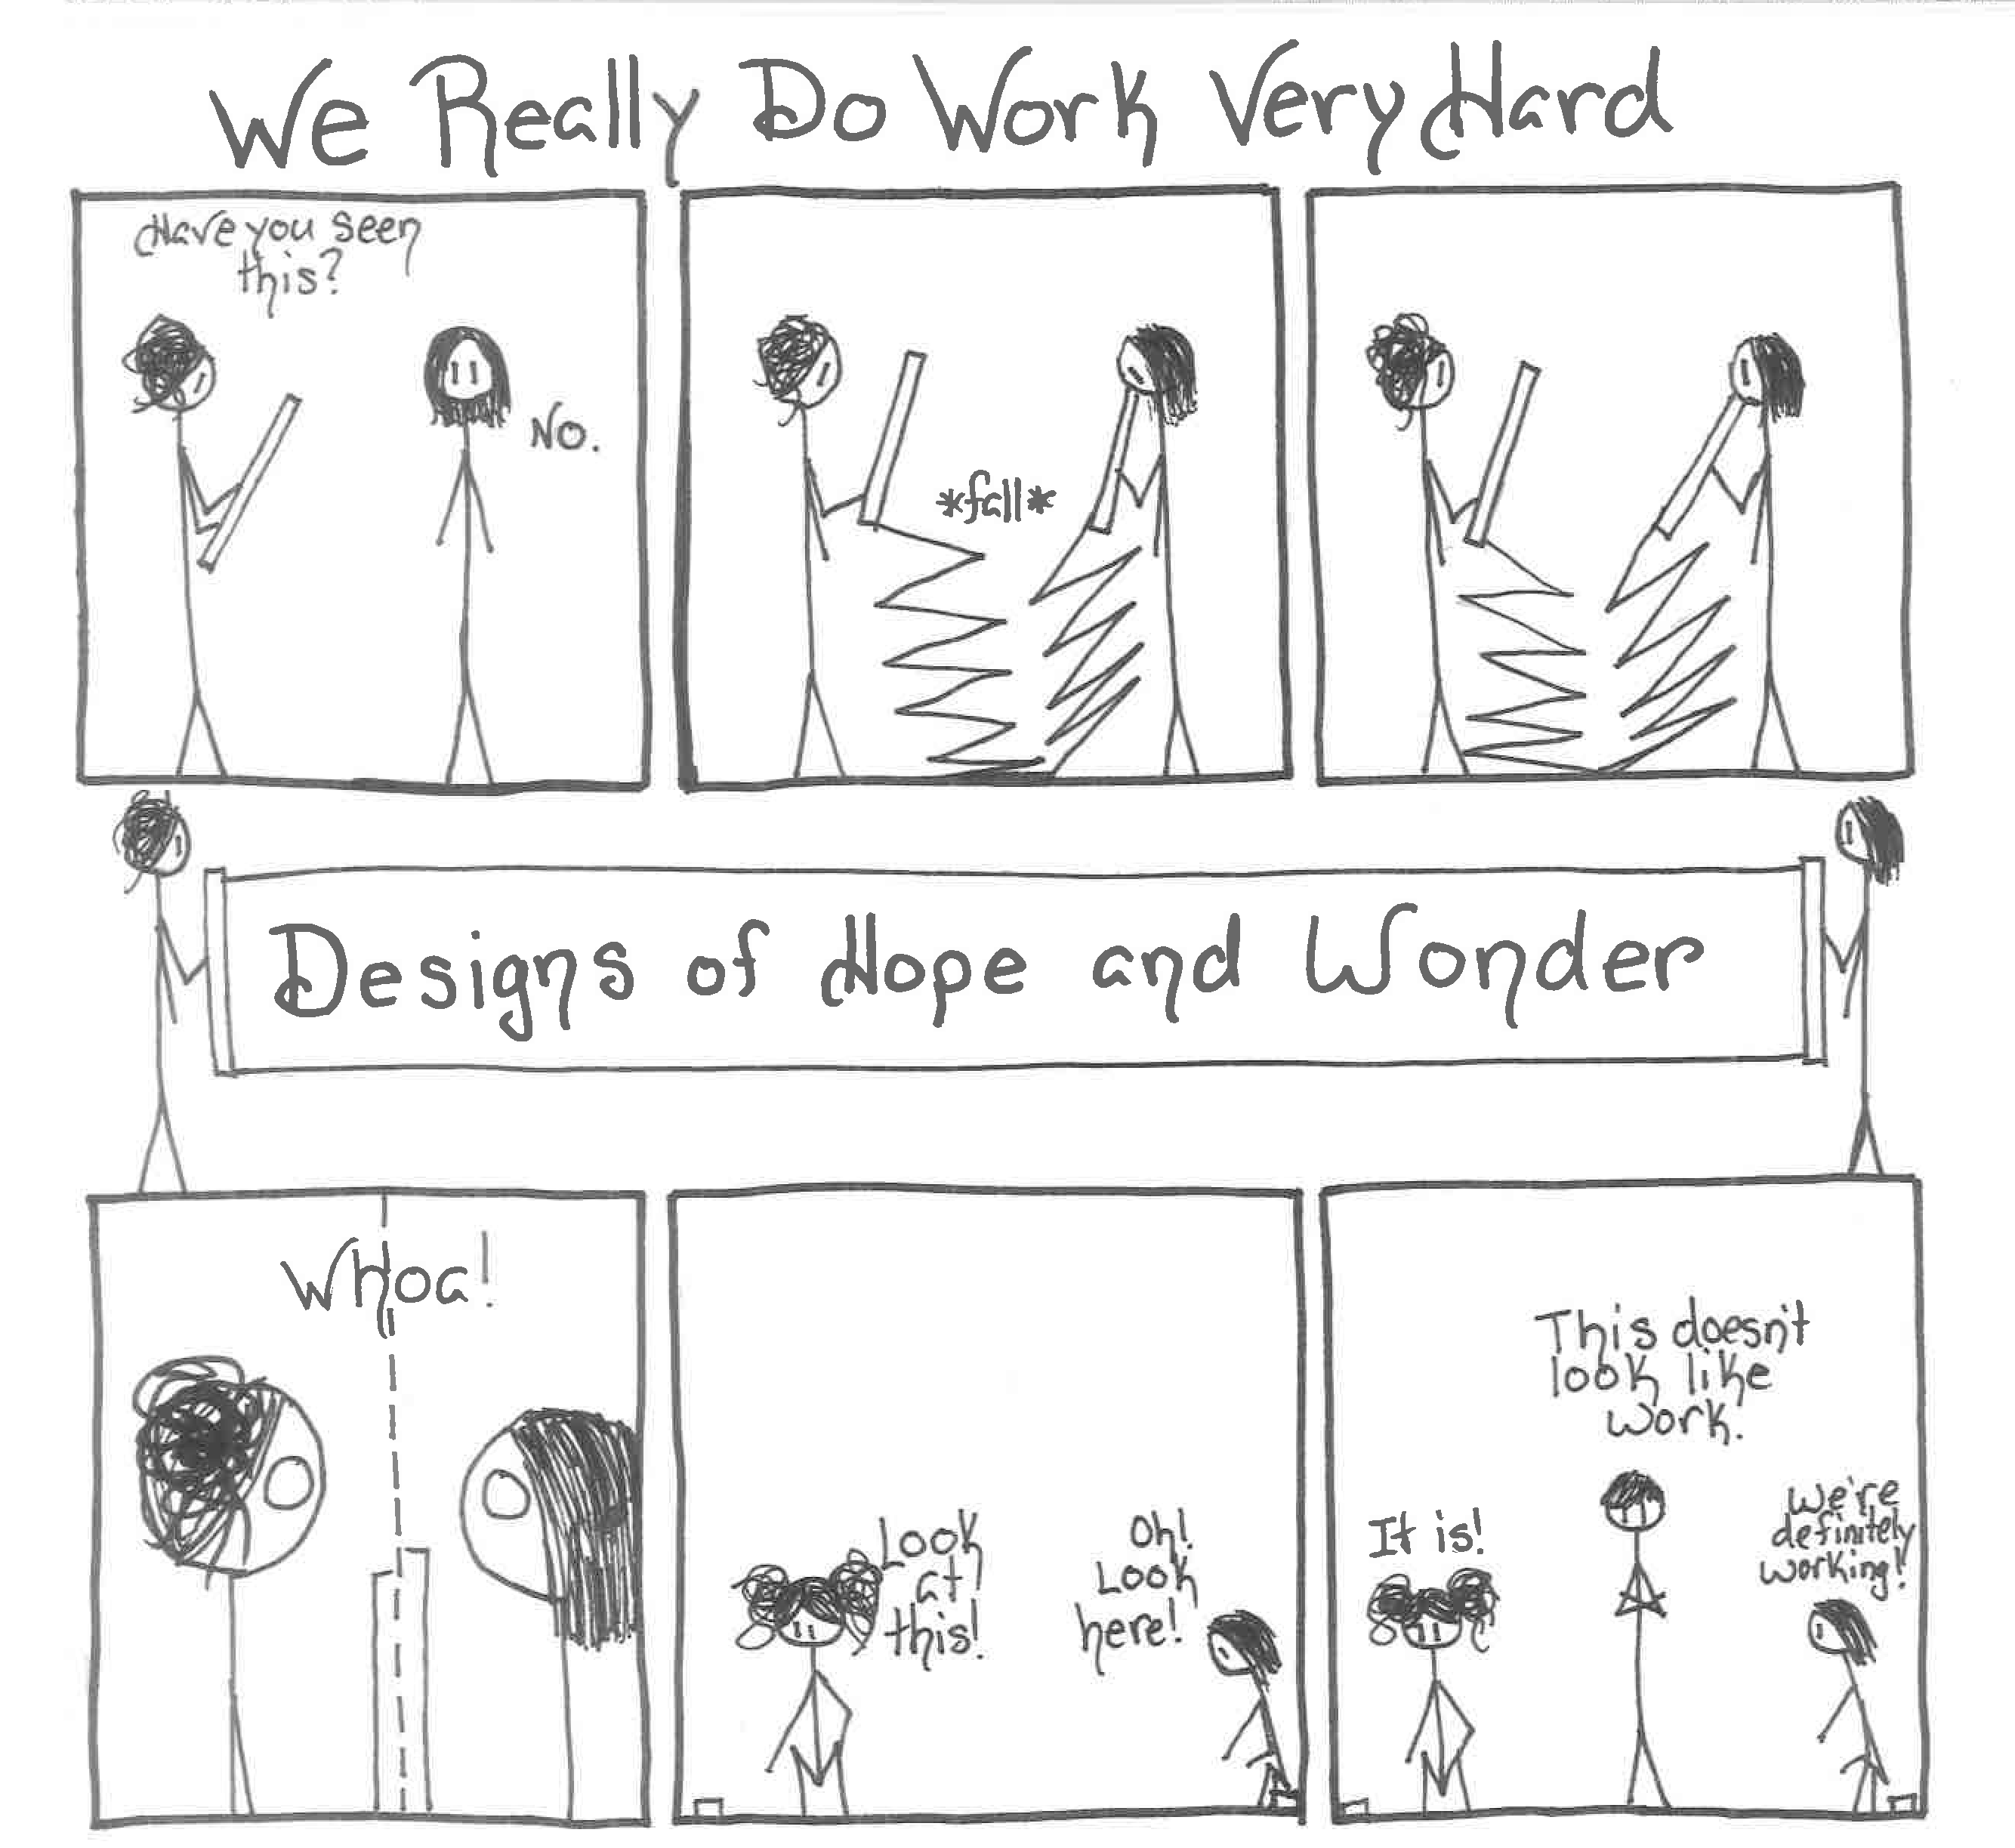 We Really Do Work Very Hard
Have you seen
this?
No.
*fall*
Designs of Hope and Wonder
WHoa!
Look
at
this!
Oh!
Look
here!
This doesn't
look like
work.
It is!
We're
definitely
working!